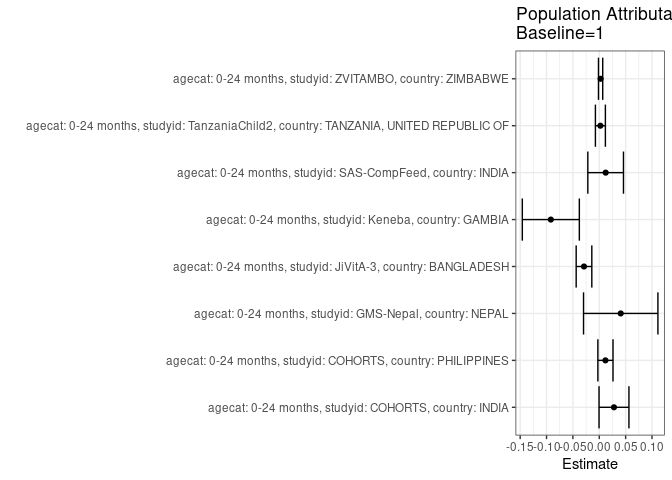 Population Attributa
Baseline=1
agecat: 0-24 months, studyid: ZVITAMBO, country: ZIMBABWE
agecat: 0-24 months, studyid: TanzaniaChild2, country: TANZANIA, UNITED REPUBLIC OF
agecat: 0-24 months, studyid: SAS-CompFeed, country: INDIA
agecat: 0-24 months, studyid: Keneba, country: GAMBIA
agecat: 0-24 months, studyid: JiVitA-3, country: BANGLADESH
agecat: 0-24 months, studyid: GMS-Nepal, country: NEPAL
agecat: 0-24 months, studyid: COHORTS, country: PHILIPPINES
agecat: 0-24 months, studyid: COHORTS, country: INDIA
-0.15 -0.10 -0.05 0.00 0.05 0.10
Estimate